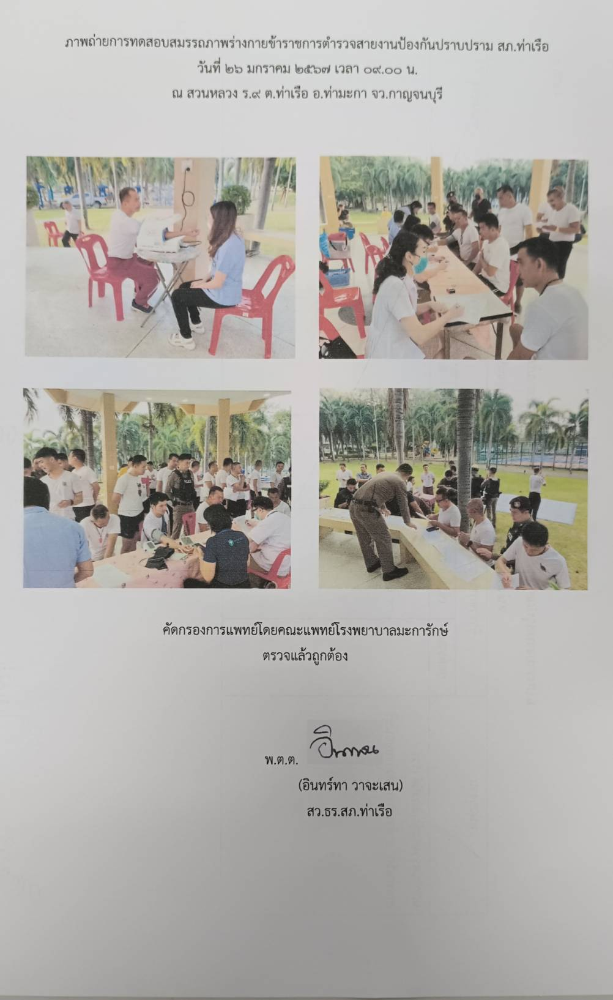 ภาพถ่ายการทดสอบสมรรถภาพร่างกายข้าราชการตำรวจสายงานป้องกันปราบปราม สภ.ท่าเรือ
วันที่ ๒๖ มกราคม ๒๕๖๗ เวลา ๐๙.๐๐ น.
ณ สวนหลวง ร.๙ ต.ท่าเรือ อ.ท่ามะกา จว.กาญจนบุรี
POLICE
คัดกรองการแพทย์โดยคณะแพทย์โรงพยาบาลมะการักษ์
ตรวจแล้วถูกต้อง
พ.ต.ต.
(อินทร์ทา วาจะเสน)
สว.ธร.สภ.ท่าเรือ